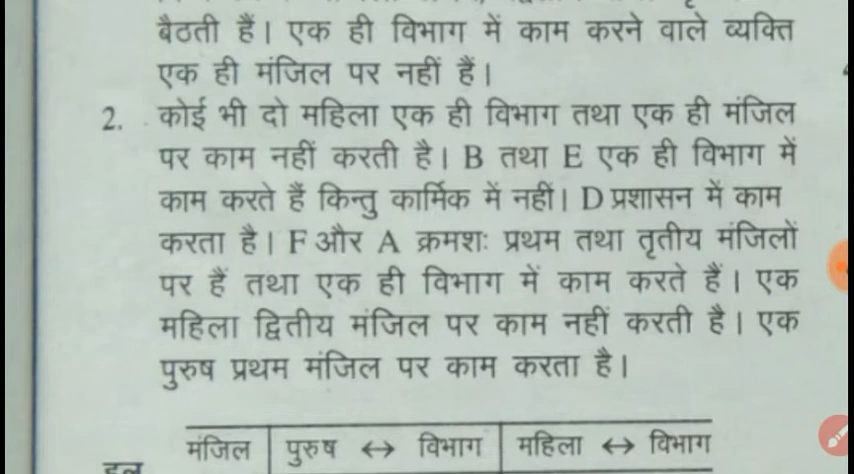 बैठती हैं। एक ही विभाग में काम करने वाले व्यक्ति
एक ही मंजिल पर नहीं हैं।
2. कोई भी दो महिला एक ही विभाग तथा एक ही मंजिल
पर काम नहीं करती है। B तथा E एक ही विभाग में
काम करते हैं किन्तु कार्मिक में नहीं। D प्रशासन में काम
करता है। F और A क्रमशः प्रथम तथा तृतीय मंजिलों
पर हैं तथा एक ही विभाग में काम करते हैं। एक
महिला द्वितीय मंजिल पर काम नहीं करती है। एक
पुरुष प्रथम मंजिल पर काम करता है।
मंजिल पुरुष ↔ विभाग महिला ↔ विभाग